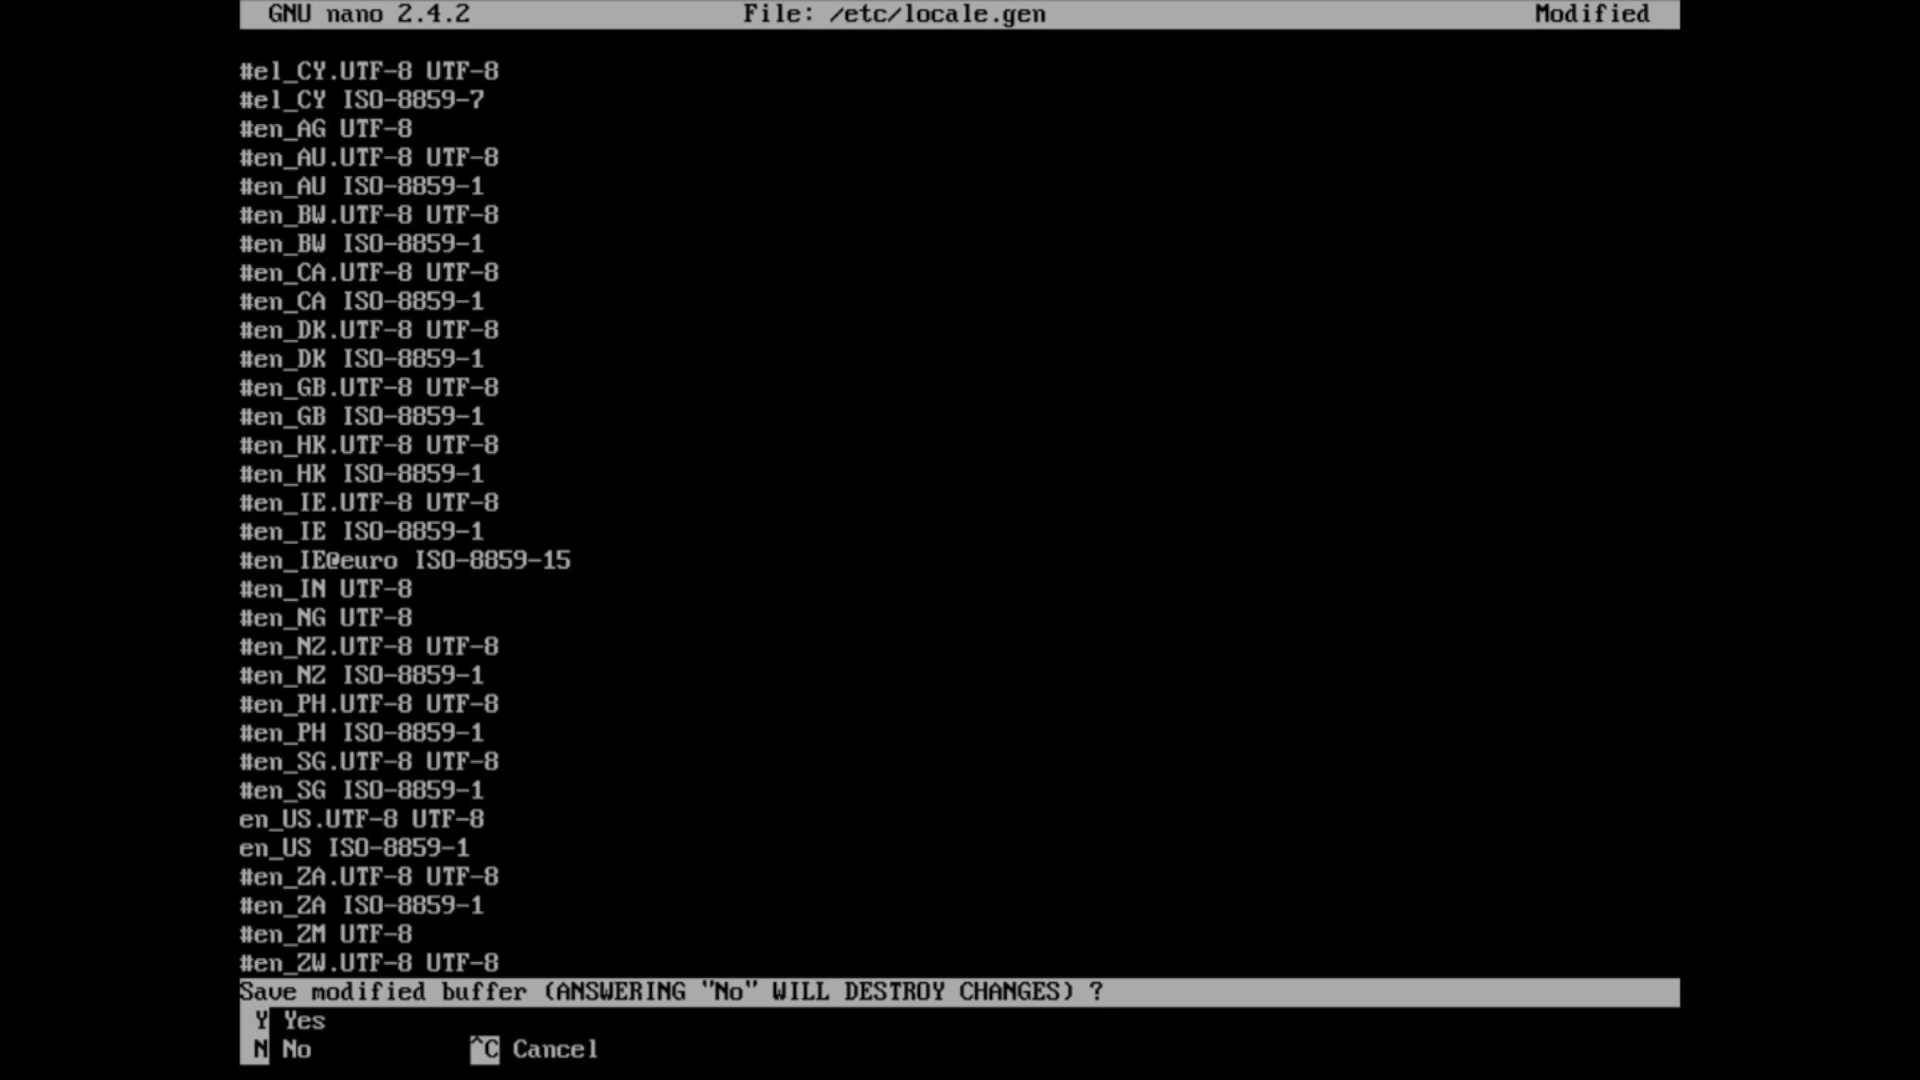 GNU nano 2.4.2 File: /etc/locale.gen Modified
#el_CY.UTF-8 UTF-8
#el_CY ISO-8859-7
#en_AG UTF-8
#en_AU.UTF-8 UTF-8
#en_AU ISO-8859-1
#en_BW.UTF-8 UTF-8
#en_BW ISO-8859-1
#en_CA.UTF-8 UTF-8
#en_CA ISO-8859-1
#en_DK.UTF-8 UTF-8
#en_DK ISO-8859-1
#en_GB.UTF-8 UTF-8
#en_GB ISO-8859-1
#en_HK.UTF-8 UTF-8
#en_HK ISO-8859-1
#en_IE.UTF-8 UTF-8
#en_IE ISO-8859-1
#en_IE@euro ISO-8859-15
#en_IN UTF-8
#en_NG UTF-8
#en_NZ.UTF-8 UTF-8
#en_NZ ISO-8859-1
#en_PH.UTF-8 UTF-8
#en_PH ISO-8859-1
#en_SG.UTF-8 UTF-8
#en_SG ISO-8859-1
en_US.UTF-8 UTF-8
en_US ISO-8859-1
#en_ZA.UTF-8 UTF-8
#en_ZA ISO-8859-1
#en_ZM UTF-8
#en_ZW.UTF-8 UTF-8
Save modified buffer (ANSWERING "No" WILL DESTROY CHANGES) ?
Y Yes
N No ^C Cancel